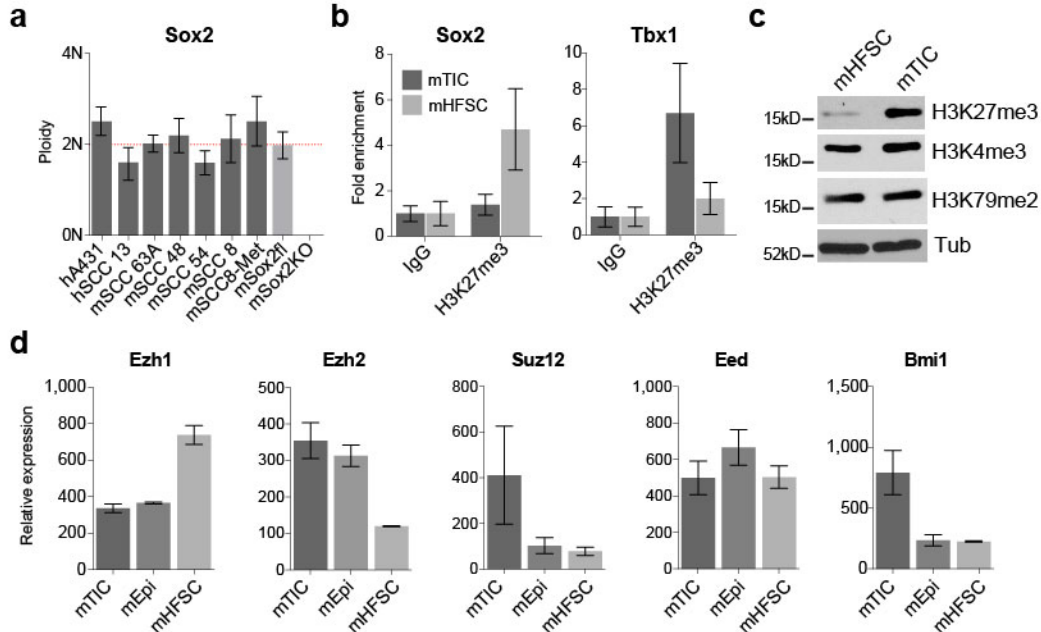 a
Sox2
4N
2N
0N
Ploidy
hA431
hSCC 13
mSCC 63A
mSCC 48
mSCC 54
mSCC 8
mSCC8-Met
mSox2fl
mSox2KO
b
Sox2
8
6
4
2
0
Fold enrichment
mTIC
mHFSC
IgG
H3K27me3
Tbx1
10
8
6
4
2
0
IgG
H3K27me3
c
mHFSC
mTIC
15kD
H3K27me3
15kD
H3K4me3
15kD
H3K79me2
52kD
Tub
d
Ezh1
1,000
800
600
400
200
0
Relative expression
mTIC
mEpi
mHFSC
Ezh2
500
400
300
200
100
0
mTIC
mEpi
mHFSC
Suz12
800
600
400
200
0
mTIC
mEpi
mHFSC
Eed
1,000
800
600
400
200
0
mTIC
mEpi
mHFSC
Bmi1
1,500
1,000
500
0
mTIC
mEpi
mHFSC